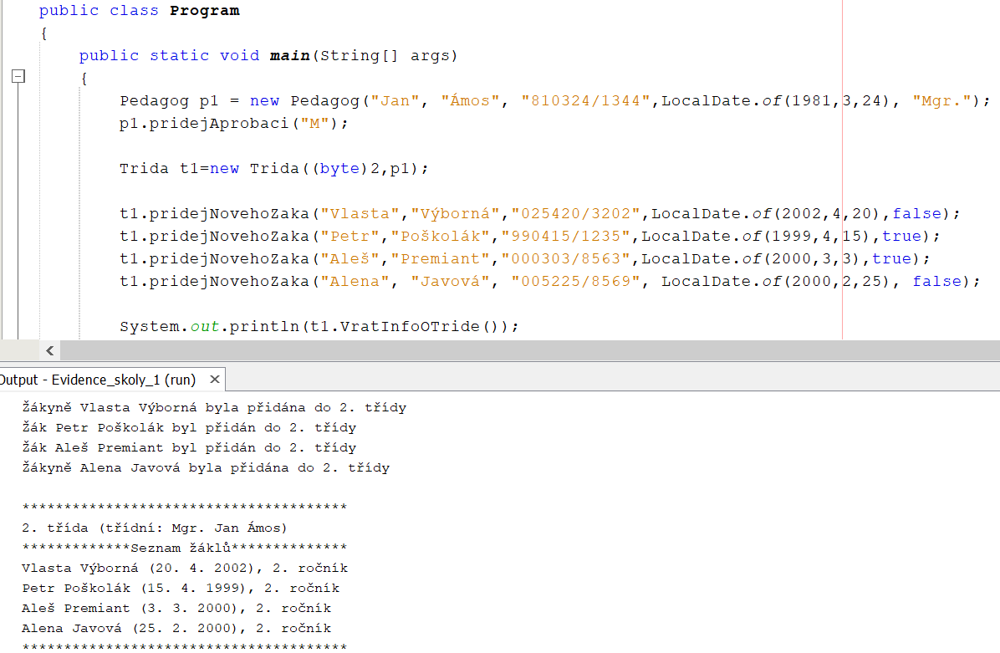 public class Program
{
public static void main(String[] args)
{
Pedagog p1 = new Pedagog("Jan", "Ámos", "810324/1344",LocalDate.of(1981,3,24), "Mgr.");
p1.pridejAprobaci("M");
Trida t1=new Trida((byte)2,p1);
t1.pridejNovehoZaka("Vlasta","Výborná","025420/3202",LocalDate.of(2002,4,20),false);
t1.pridejNovehoZaka("Petr","Poškolák","990415/1235",LocalDate.of(1999,4,15),true);
t1.pridejNovehoZaka("Aleš","Premiant","000303/8563",LocalDate.of(2000,3,3),true);
t1.pridejNovehoZaka("Alena", "Javová", "005225/8569", LocalDate.of(2000,2,25), false);
System.out.println(t1.VratInfoOTride());
Output - Evidence_skoly_1 (run)
Žákyně Vlasta Výborná byla přidána do 2. třídy
Žák Petr Poškolák byl přidán do 2. třídy
Žák Aleš Premiant byl přidán do 2. třídy
Žákyně Alena Javová byla přidána do 2. třídy
***************************************
2. třída (třídní: Mgr. Jan Ámos)
*************Seznam žáklů**************
Vlasta Výborná (20. 4. 2002), 2. ročník
Petr Poškolák (15. 4. 1999), 2. ročník
Aleš Premiant (3. 3. 2000), 2. ročník
Alena Javová (25. 2. 2000), 2. ročník
***************************************